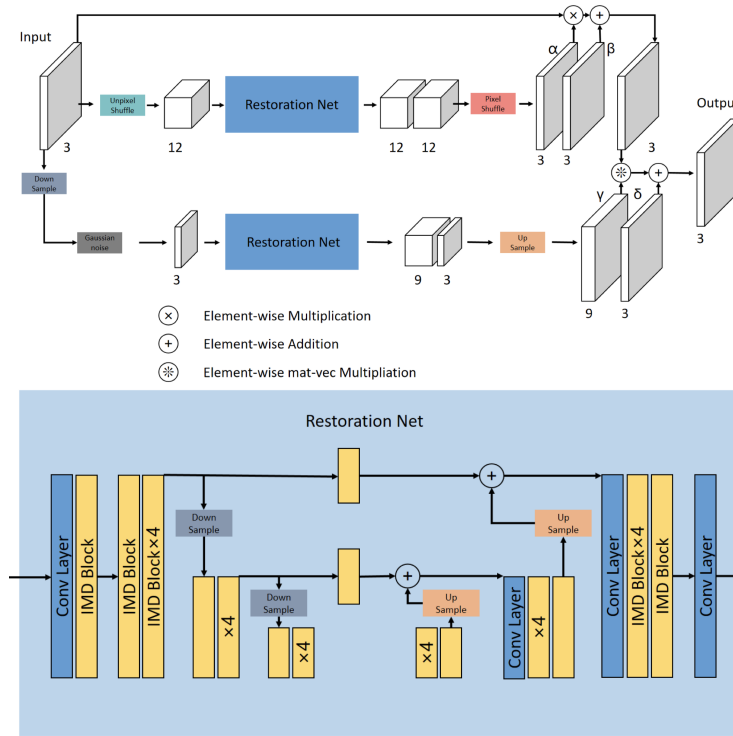 Input
α
β
Unpixel
Shuffle
Restoration Net
Pixel
Shuffle
Output
3
12
12
12
3
3
3
Down
Sample
γ
δ
Gaussian
noise
Restoration Net
Up
Sample
3
3
9
3
9
3
Element-wise Multiplication
Element-wise Addition
Element-wise mat-vec Multipliation
Restoration Net
Conv Layer
IMD Block
IMD Block
IMD Block×4
Down
Sample
Up
Sample
Conv Layer
IMD Block×4
IMD Block
Conv Layer
×4
Down
Sample
×4
×4
Up
Sample
Conv Layer
×4